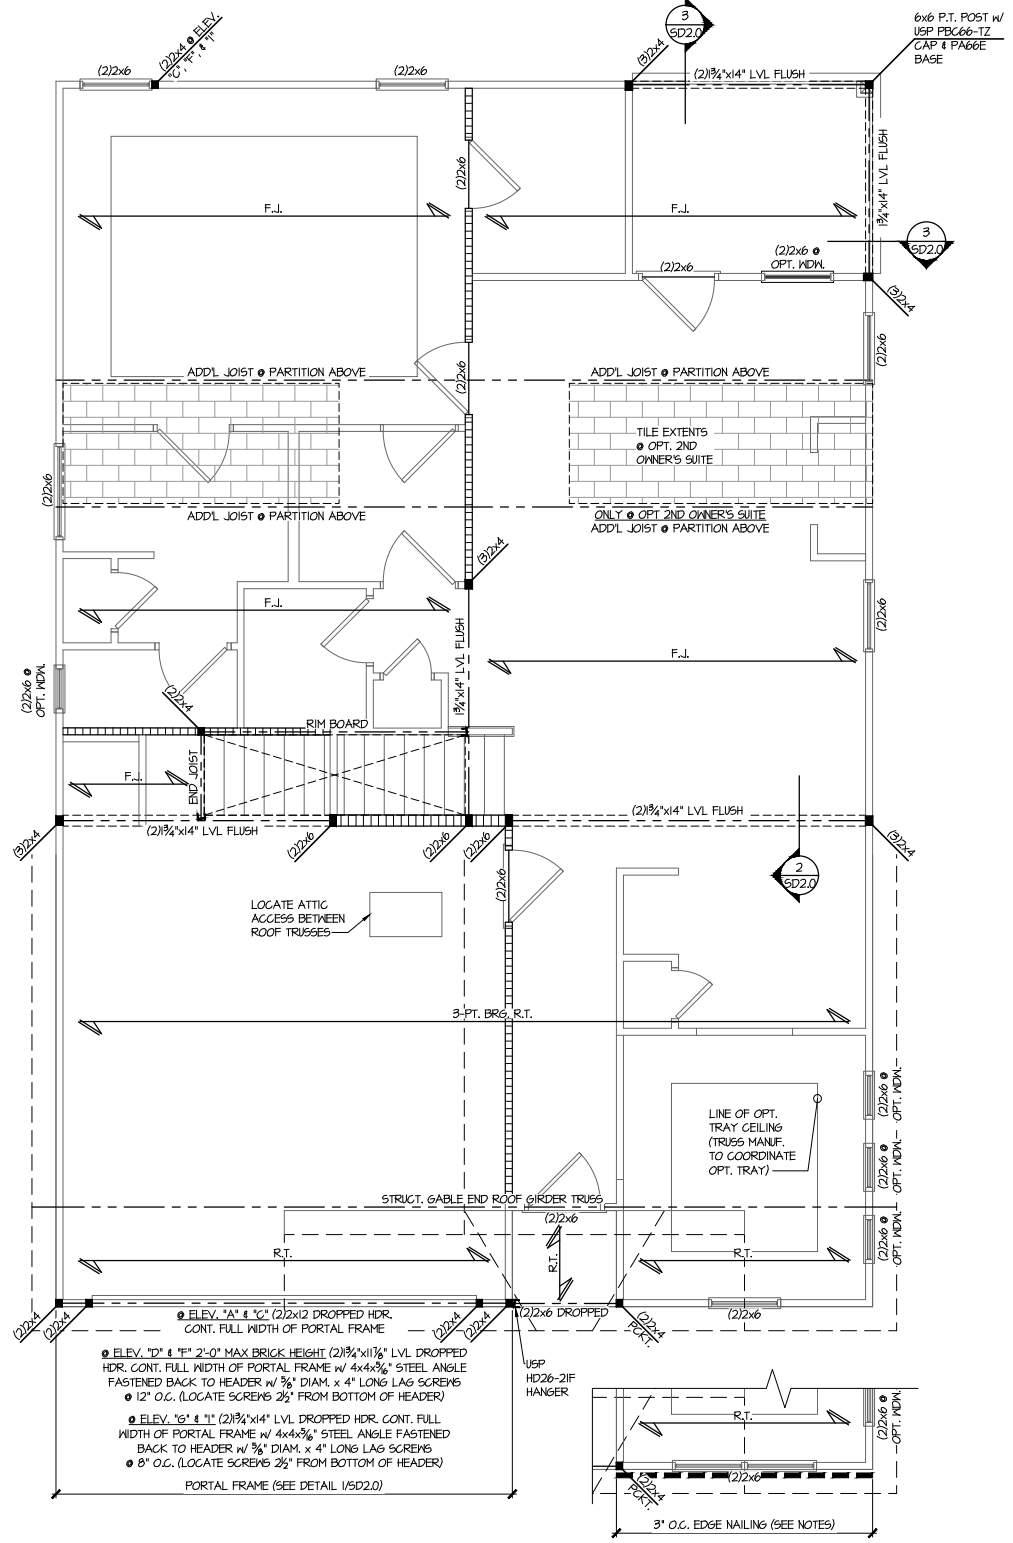 (2)2x4 @ ELEV.
"C", "F", & "I"
(2)2x6
(2)2x6
3
SD2.0
(3)2x4
(2)1¾"x14" LVL FLUSH
6x6 P.T. POST w/
USP PBC66-TZ
CAP & PA66E
BASE
1¾"x14" LVL FLUSH
(2)2x6
F.J.
F.J.
3
SD2.0
(2)2x6 @
OPT. WDW.
(2)2x6
(3)2x4
(2)2x6
(2)2x6
ADD'L JOIST @ PARTITION ABOVE
ADD'L JOIST @ PARTITION ABOVE
TILE EXTENTS
@ OPT. 2ND
OWNER'S SUITE
(2)2x6
ADD'L JOIST @ PARTITION ABOVE
ONLY @ OPT 2ND OWNER'S SUITE
ADD'L JOIST @ PARTITION ABOVE
(3)2x4
F.J.
(2)2x6
1¾"x14" LVL FLUSH
F.J.
(2)2x6 @
OPT. WDW.
(2)2x4
RIM BOARD
F.J.
END JOIST
(2)1¾"x14" LVL FLUSH
(2)1¾"x14" LVL FLUSH
(3)2x4
(2)2x6
(2)2x6
(2)2x6
(3)2x4
2
SD2.0
(2)2x6
LOCATE ATTIC
ACCESS BETWEEN
ROOF TRUSSES
3-PT. BRG. R.T.
(2)2x6 @
OPT. WDW.
LINE OF OPT.
TRAY CEILING
(TRUSS MANUF.
TO COORDINATE
OPT. TRAY)
(2)2x6 @
OPT. WDW.
STRUCT. GABLE END ROOF GIRDER TRUSS
(2)2x6
(2)2x6 @
OPT. WDW.
R.T.
R.T.
R.T.
(2)2x6 DROPPED
(2)2x6
(2)2x4
(2)2x4
(2)2x4
(2)2x4
(2)2x4
PCKT.
@ ELEV. "A" & "C" (2)2x12 DROPPED HDR.
CONT. FULL WIDTH OF PORTAL FRAME
@ ELEV. "D" & "F" 2'-0" MAX BRICK HEIGHT (2)1¾"x11⅞" LVL DROPPED
HDR. CONT. FULL WIDTH OF PORTAL FRAME w/ 4x4x5/16" STEEL ANGLE
FASTENED BACK TO HEADER w/ ⅝" DIAM. x 4" LONG LAG SCREWS
@ 12" O.C. (LOCATE SCREWS 2½" FROM BOTTOM OF HEADER)
USP
HD26-2IF
HANGER
@ ELEV. "G" & "I" (2)1¾"x14" LVL DROPPED HDR. CONT. FULL
WIDTH OF PORTAL FRAME w/ 4x4x5/16" STEEL ANGLE FASTENED
BACK TO HEADER w/ ⅝" DIAM. x 4" LONG LAG SCREWS
@ 8" O.C. (LOCATE SCREWS 2½" FROM BOTTOM OF HEADER)
PORTAL FRAME (SEE DETAIL 1/SD2.0)
R.T.
(2)2x6 @
OPT. WDW.
(2)2x6
(2)2x4
PCKT.
3" O.C. EDGE NAILING (SEE NOTES)